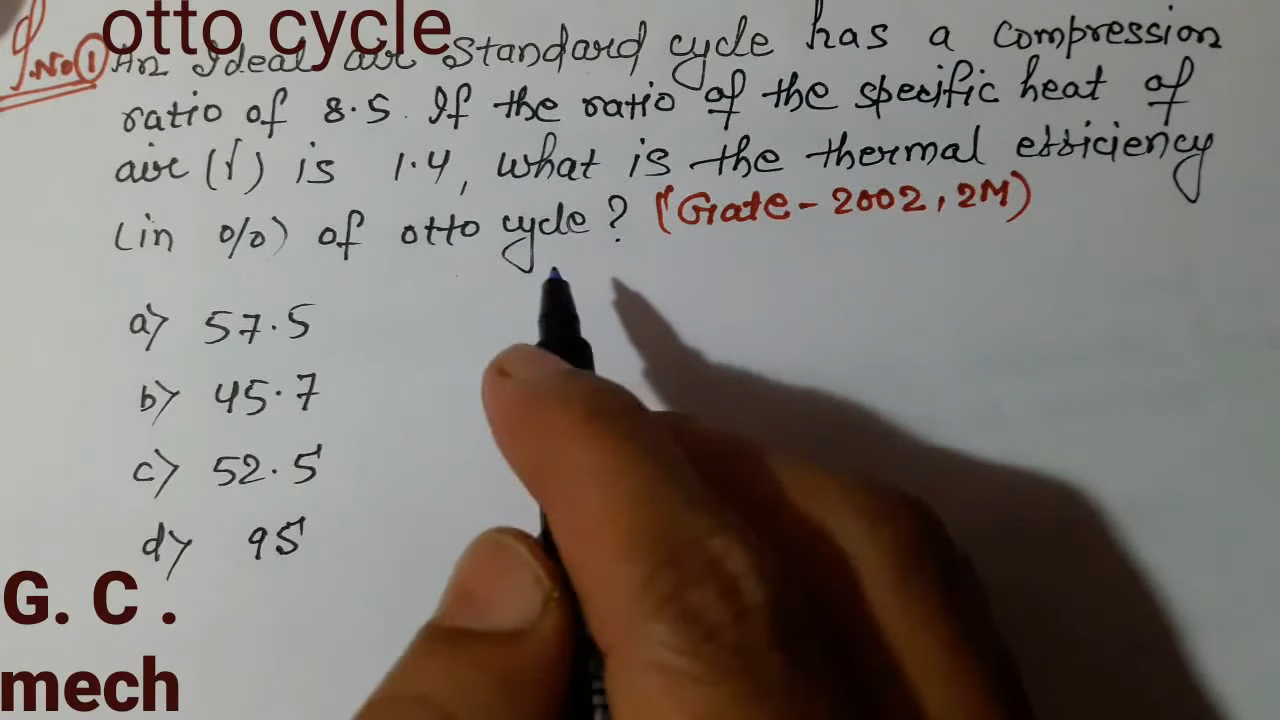 otto cycle
P.No ① An Ideal air Standard cycle has a compression
ratio of 8.5. If the ratio of the specific heat of
air (γ) is 1.4, what is the thermal efficiency
(in %) of otto cycle? (Gate - 2002, 2M)
a) 57.5
b) 45.7
c) 52.5
d) 95
G. C .
mech